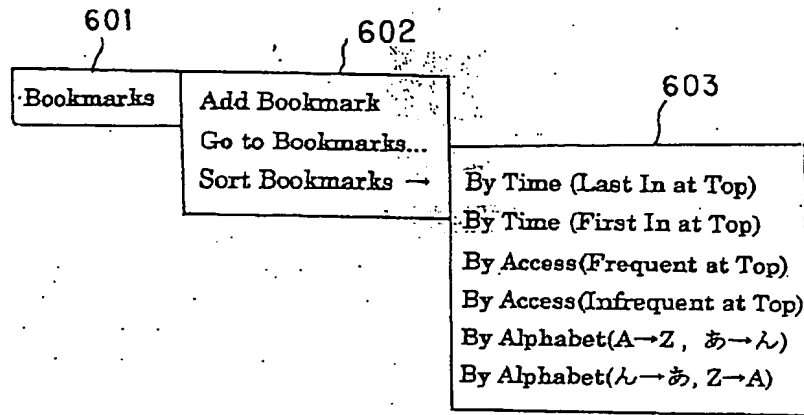 601
602
603
Bookmarks
Add Bookmark
Go to Bookmarks...
Sort Bookmarks →
By Time (Last In at Top)
By Time (First In at Top)
By Access(Frequent at Top)
By Access(Infrequent at Top)
By Alphabet(A→Z, あ→ん)
By Alphabet(ん→あ, Z→A)